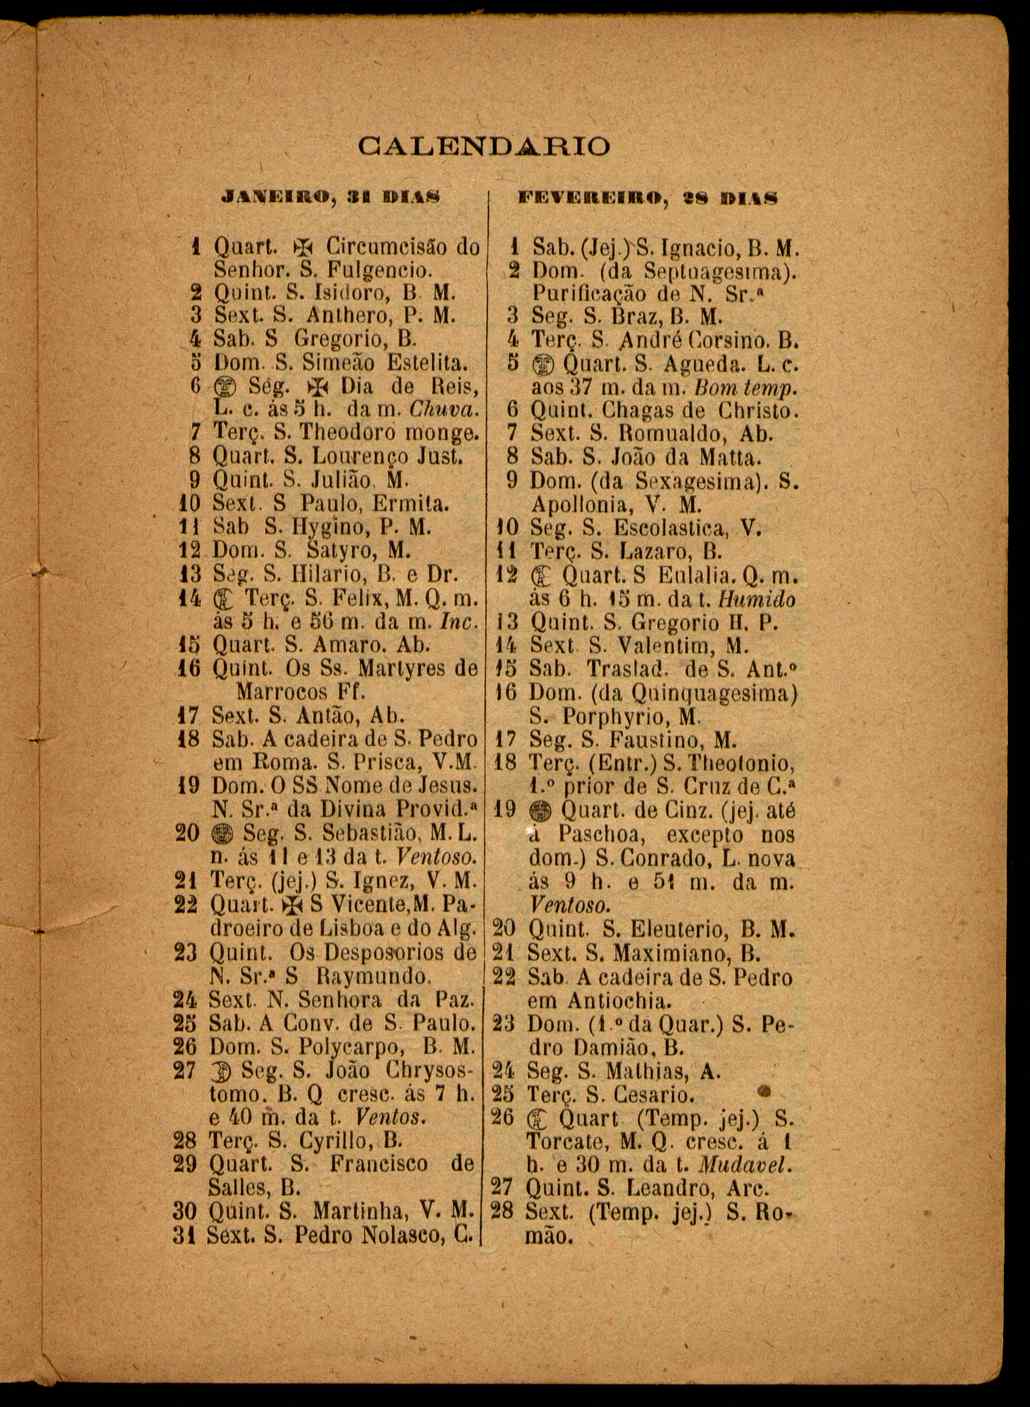 CALENDARIO
JANEIRO, 31 DIAS
1 Quart. ✠ Circumcisão do
Senhor. S. Fulgencio.
2 Quint. S. Isidoro, B. M.
3 Sext. S. Anthero, P. M.
4 Sab. S Gregorio, B.
5 Dom. S. Simeão Estelita.
6 Seg. ✠ Dia de Reis,
L. c. ás 5 h. da m. Chuva.
7 Terç. S. Theodoro monge.
8 Quart. S. Lourenço Just.
9 Quint. S. Julião, M.
10 Sext. S Paulo, Ermita.
11 Sab S. Hygino, P. M.
12 Dom. S. Satyro, M.
13 Seg. S. Hilario, B. e Dr.
14 Terç. S. Felix, M. Q. m.
ás 5 h. e 56 m. da m. Inc.
15 Quart. S. Amaro. Ab.
16 Quint. Os Ss. Martyres de
Marrocos Ff.
17 Sext. S. Antão, Ab.
18 Sab. A cadeira de S. Pedro
em Roma. S. Prisca, V.M.
19 Dom. O SS Nome de Jesus.
N. Sr.ª da Divina Provid.ª
20 Seg. S. Sebastião, M. L.
n. ás 11 e 13 da t. Ventoso.
21 Terç. (jej.) S. Ignez, V. M.
22 Quart. ✠ S Vicente,M. Pa-
droeiro de Lisboa e do Alg.
23 Quint. Os Desposorios de
N. Sr.ª S Raymundo.
24 Sext. N. Senhora da Paz.
25 Sab. A Conv. de S. Paulo.
26 Dom. S. Polycarpo, B. M.
27 Seg. S. João Chrysos-
tomo. B. Q cresc. ás 7 h.
e 40 m. da t. Ventos.
28 Terç. S. Cyrillo, B.
29 Quart. S. Francisco de
Salles, B.
30 Quint. S. Martinha, V. M.
31 Sext. S. Pedro Nolasco, C.
FEVEREIRO, 28 DIAS
1 Sab. (Jej.) S. Ignacio, B. M.
2 Dom. (da Septuagesima).
Purificação de N. Sr.ª
3 Seg. S. Braz, B. M.
4 Terç. S. André Corsino. B.
5 Quart. S. Agueda. L. c.
aos 37 m. da m. Bom temp.
6 Quint. Chagas de Christo.
7 Sext. S. Romualdo, Ab.
8 Sab. S. João da Matta.
9 Dom. (da Sexagesima). S.
Apollonia, V. M.
10 Seg. S. Escolastica, V.
11 Terç. S. Lazaro, B.
12 Quart. S Eulalia. Q. m.
ás 6 h. 15 m. da t. Humido
13 Quint. S. Gregorio II. P.
14 Sext S. Valentim, M.
15 Sab. Traslad. de S. Ant.º
16 Dom. (da Quinquagesima)
S. Porphyrio, M.
17 Seg. S. Faustino, M.
18 Terç. (Entr.) S. Theotonio,
1.º prior de S. Cruz de C.ª
19 Quart. de Cinz. (jej. até
á Paschoa, excepto nos
dom.) S. Conrado, L. nova
ás 9 h. e 51 m. da m.
Ventoso.
20 Quint. S. Eleuterio, B. M.
21 Sext. S. Maximiano, B.
22 Sab. A cadeira de S. Pedro
em Antiochia.
23 Dom. (1.º da Quar.) S. Pe-
dro Damião, B.
24 Seg. S. Mathias, A.
25 Terç. S. Cesario.
26 Quart (Temp. jej.) S.
Torcate, M. Q. cresc. á 1
h. e 30 m. da t. Mudavel.
27 Quint. S. Leandro, Arc.
28 Sext. (Temp. jej.) S. Ro-
mão.